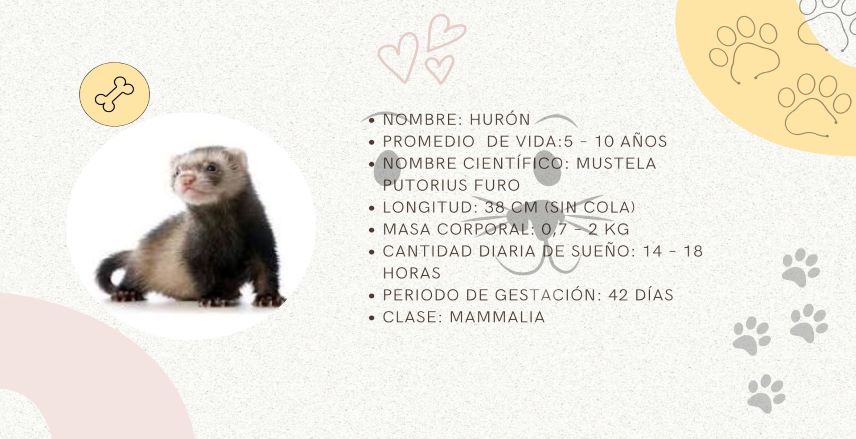 • NOMBRE: HURÓN
• PROMEDIO DE VIDA:5 - 10 AÑOS
• NOMBRE CIENTÍFICO: MUSTELA
PUTORIUS FURO
• LONGITUD: 38 CM (SIN COLA)
• MASA CORPORAL: 0,7 – 2 KG
• CANTIDAD DIARIA DE SUEÑO: 14 – 18
HORAS
• PERIODO DE GESTACIÓN: 42 DÍAS
• CLASE: MAMMALIA